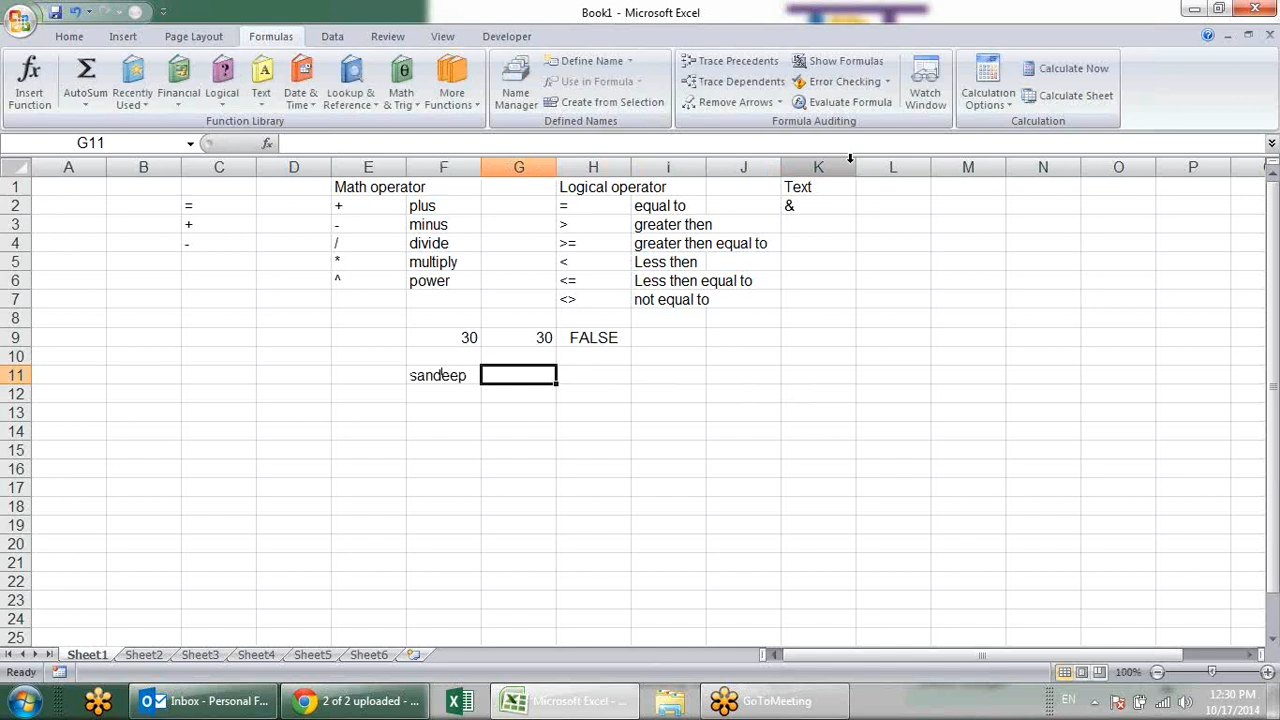 Book1 - Microsoft Excel
Home Insert Page Layout Formulas Data Review View Developer
Insert Function
AutoSum
Recently Used
Financial
Logical
Text
Date & Time
Lookup & Reference
Math & Trig
More Functions
Function Library
Name Manager
Define Name
Use in Formula
Create from Selection
Defined Names
Trace Precedents
Trace Dependents
Remove Arrows
Show Formulas
Error Checking
Evaluate Formula
Formula Auditing
Watch Window
Calculation Options
Calculate Now
Calculate Sheet
Calculation
G11 fx
A B C D E F G H I J K L M N O P
1 Math operator Logical operator Text
2 = + plus = equal to &
3 + - minus > greater then
4 - / divide >= greater then equal to
5 * multiply < Less then
6 ^ power <= Less then equal to
7 <> not equal to
8
9 30 30 FALSE
10
11 sandeep
12
13
14
15
16
17
18
19
20
21
22
23
24
25
Sheet1 Sheet2 Sheet3 Sheet4 Sheet5 Sheet6
Ready 100%
Inbox - Personal F... 2 of 2 uploaded - ... Microsoft Excel - ... GoToMeeting EN 12:30 PM
10/17/2014